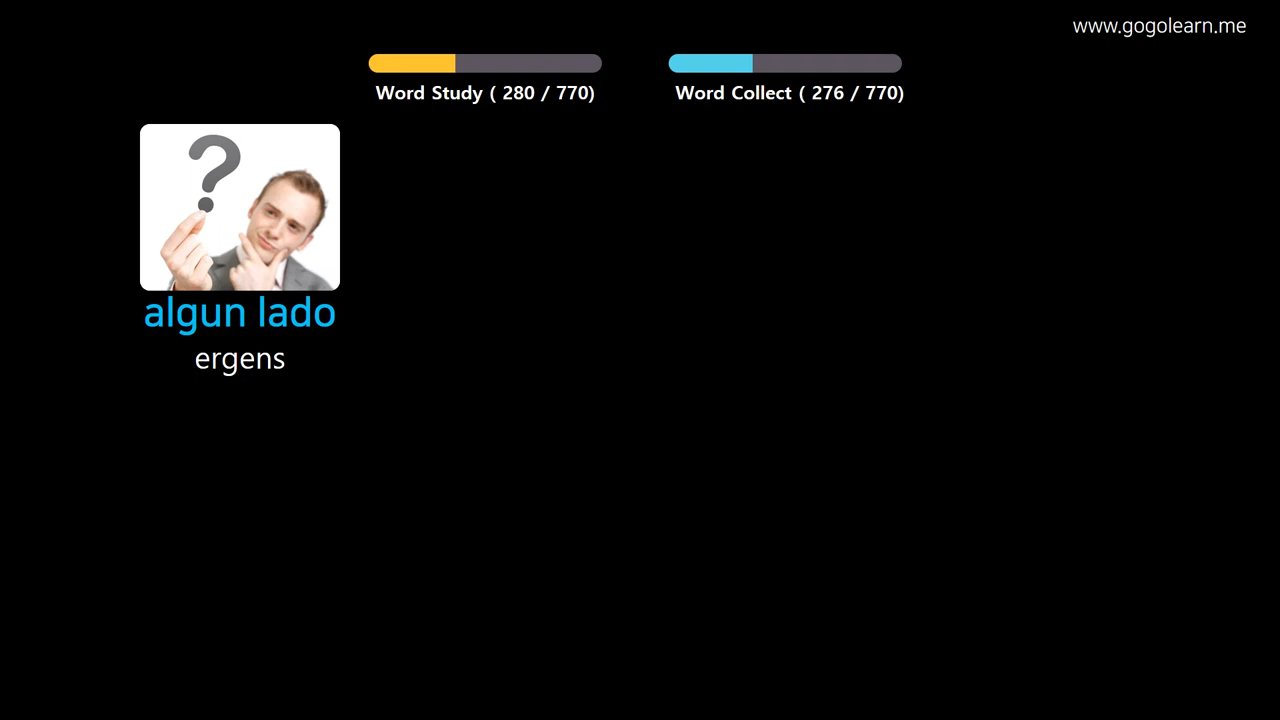 www.gogolearn.me
Word Study ( 280 / 770)
Word Collect ( 276 / 770)
?
algun lado
ergens